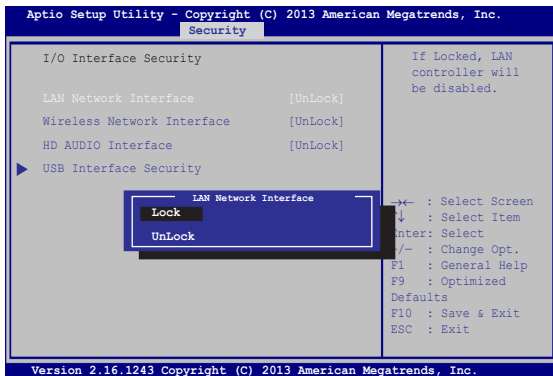 Aptio Setup Utility - Copyright (C) 2013 American Megatrends, Inc.
Security
I/O Interface Security
LAN Network Interface [UnLock]
Wireless Network Interface [UnLock]
HD AUDIO Interface [UnLock]
USB Interface Security
LAN Network Interface
Lock
UnLock
If Locked, LAN
controller will
be disabled.
→← : Select Screen
↑↓ : Select Item
Enter: Select
+/− : Change Opt.
F1 : General Help
F9 : Optimized
Defaults
F10 : Save & Exit
ESC : Exit
Version 2.16.1243 Copyright (C) 2013 American Megatrends, Inc.